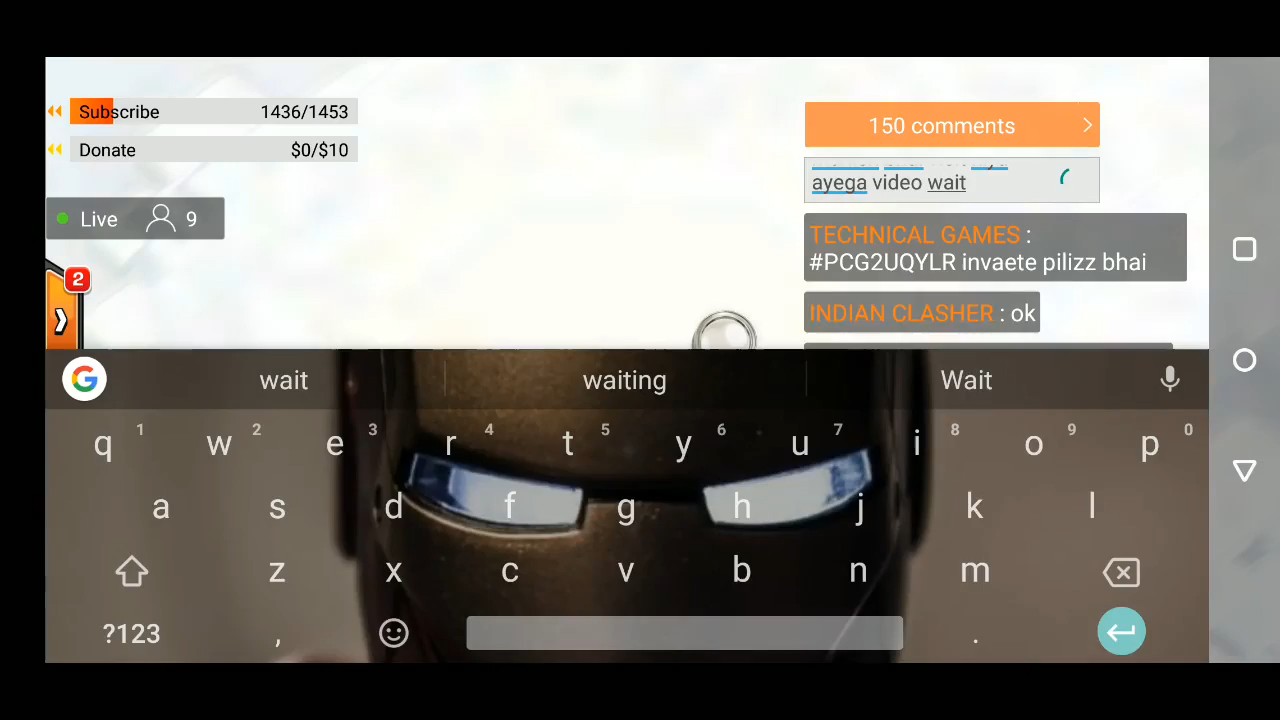 Subscribe 1436/1453
Donate $0/$10
Live 9
2
150 comments
ayega video wait
TECHNICAL GAMES :
#PCG2UQYLR invaete pilizz bhai
INDIAN CLASHER : ok
G wait waiting Wait
q 1 w 2 e 3 r 4 t 5 y 6 u 7 i 8 o 9 p 0
a s d f g h j k l
z x c v b n m
?123 , .